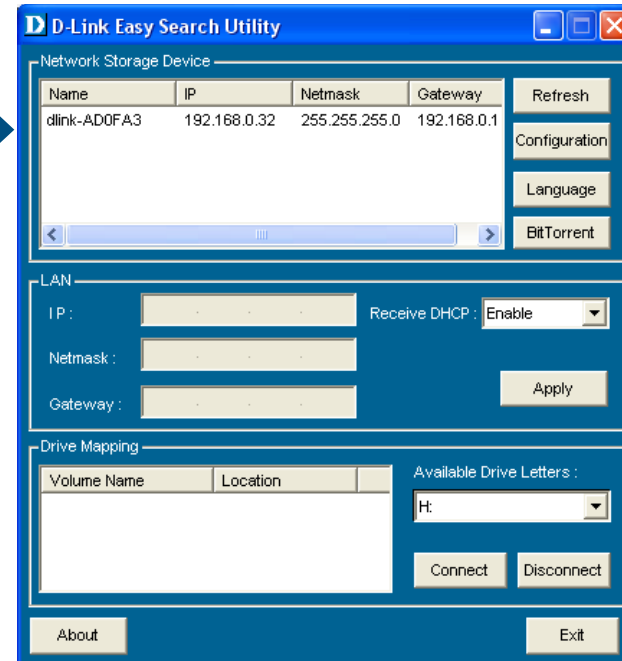 D D-Link Easy Search Utility
Network Storage Device
Name IP Netmask Gateway
dlink-AD0FA3 192.168.0.32 255.255.255.0 192.168.0.1
Refresh
Configuration
Language
BitTorrent
LAN
IP :
Receive DHCP : Enable
Netmask :
Gateway :
Apply
Drive Mapping
Volume Name Location
Available Drive Letters :
H:
Connect Disconnect
About Exit